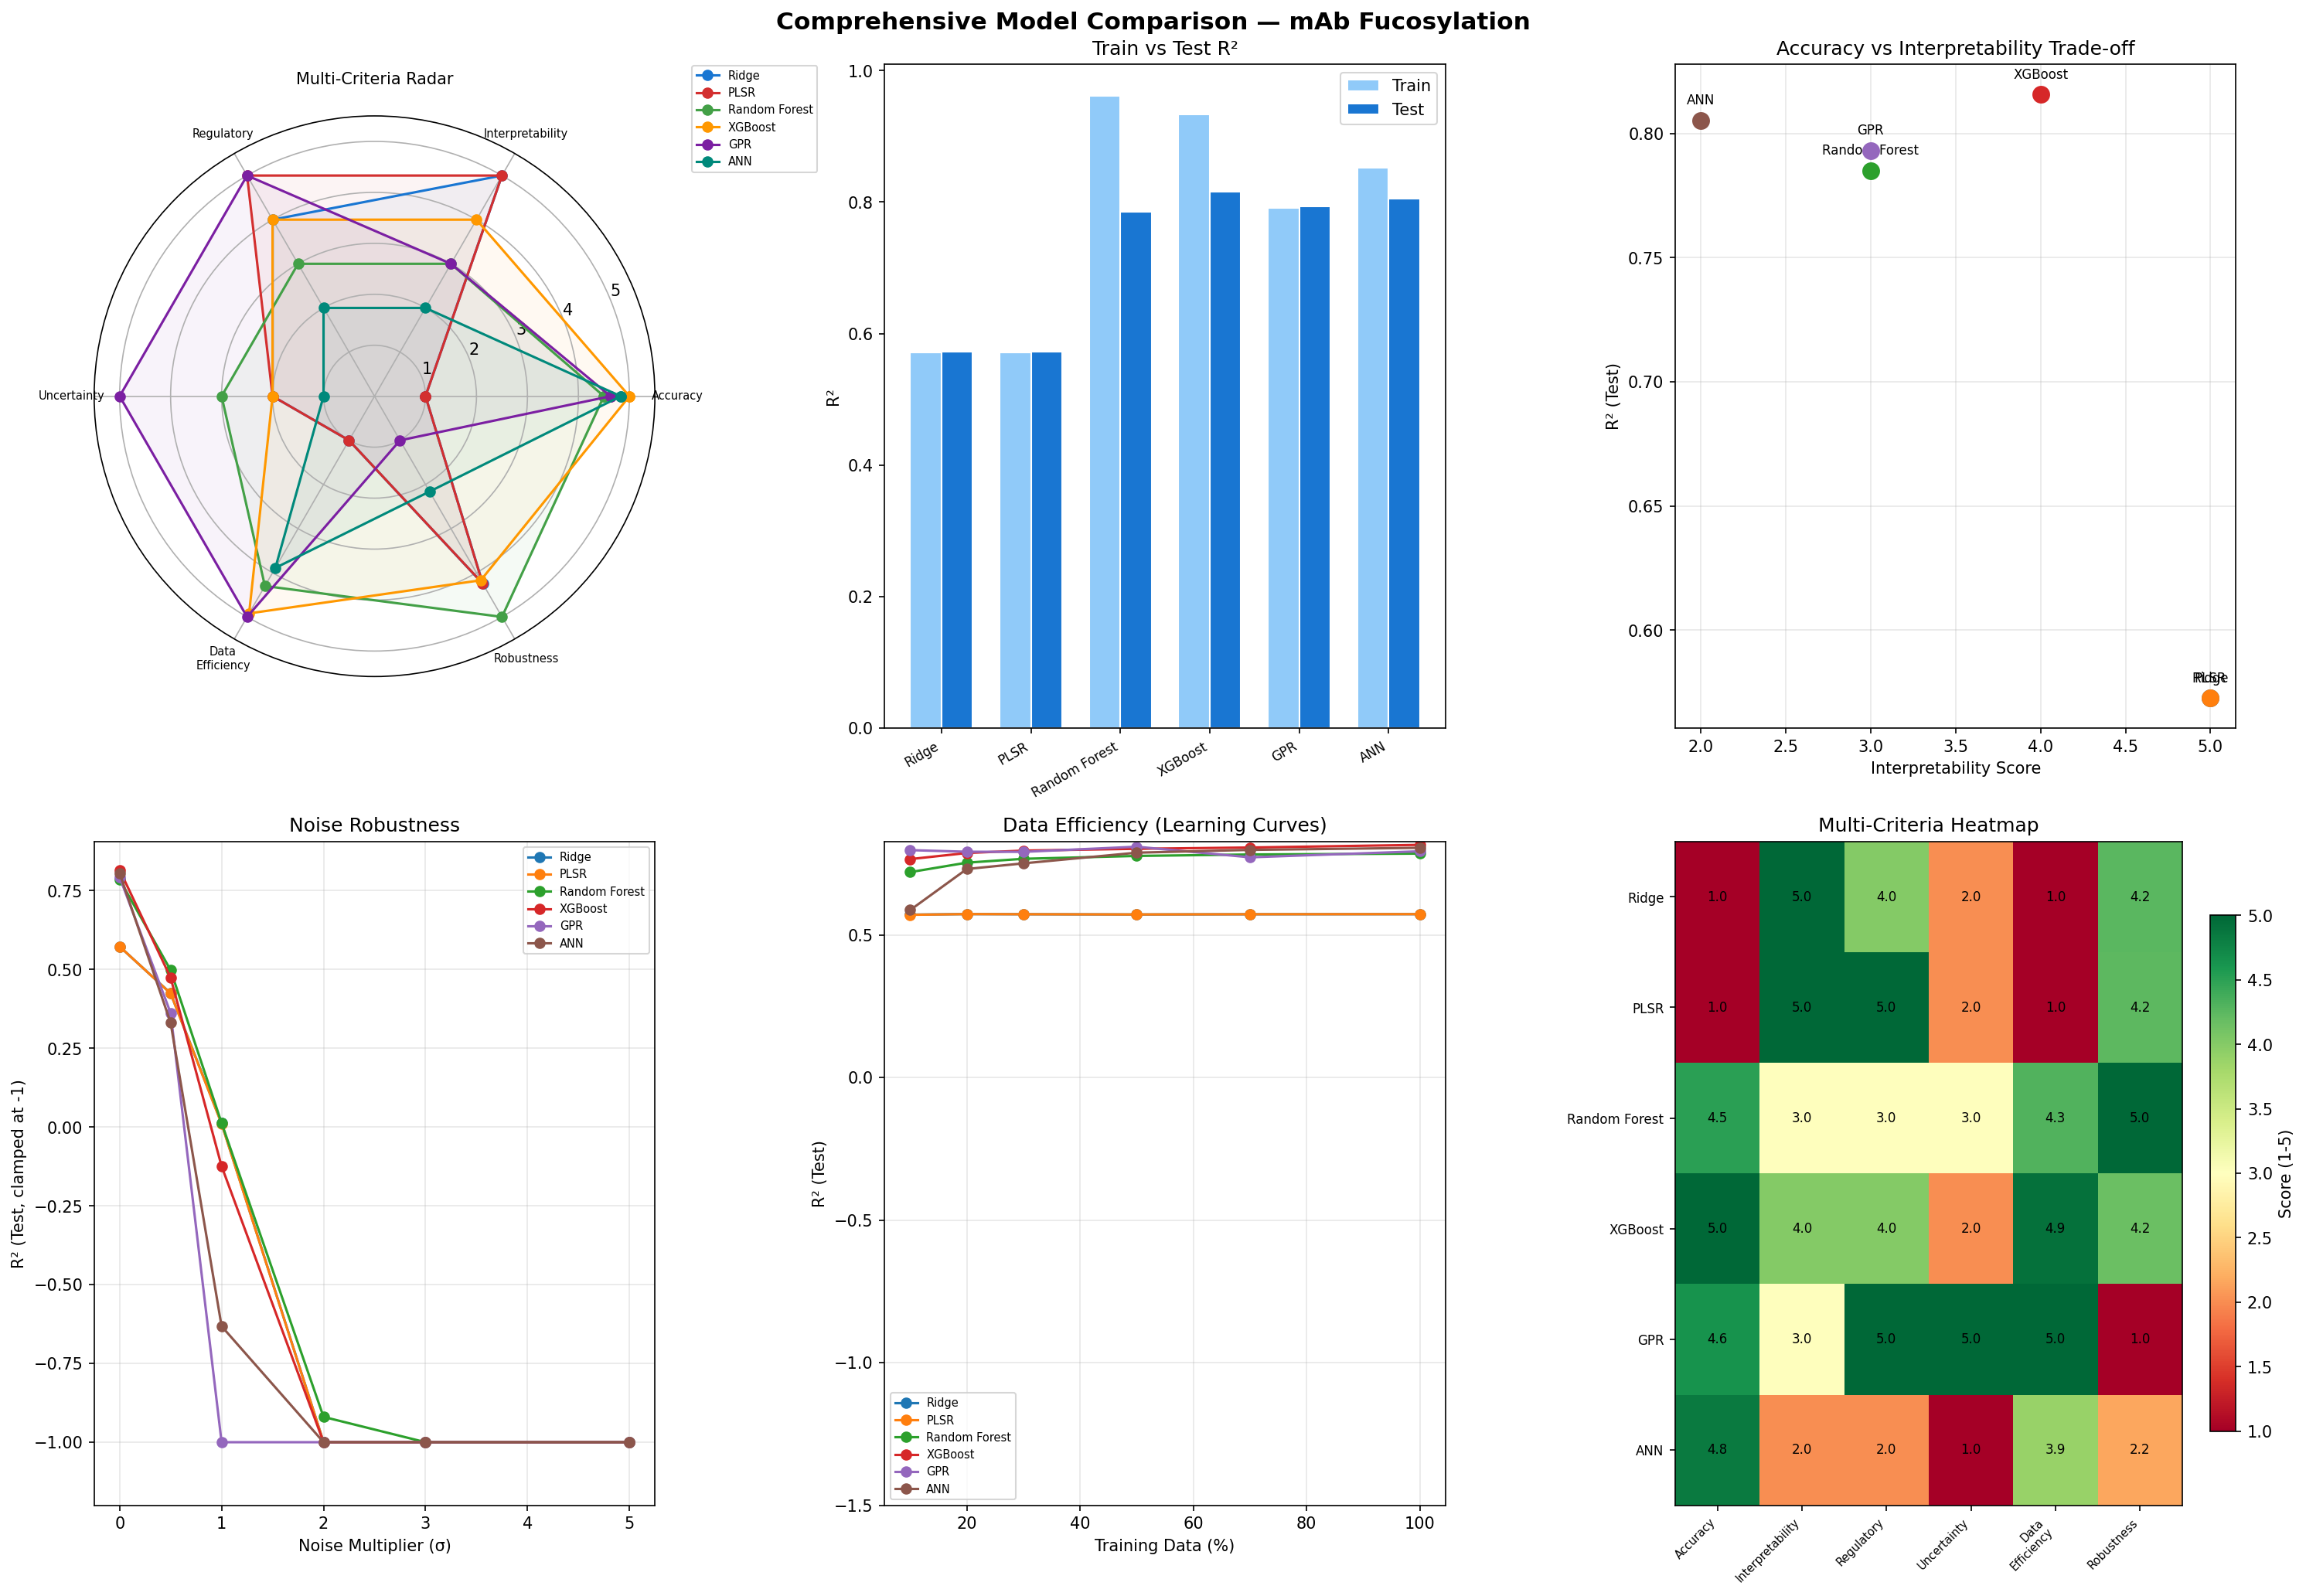 Comprehensive Model Comparison — mAb Fucosylation
Multi-Criteria Radar
Ridge
PLSR
Random Forest
XGBoost
GPR
ANN
Regulatory
Interpretability
Uncertainty
Accuracy
Data
Efficiency
Robustness
1
2
3
4
5
Train vs Test R²
Train
Test
R²
1.0
0.8
0.6
0.4
0.2
0.0
Ridge
PLSR
Random Forest
XGBoost
GPR
ANN
Accuracy vs Interpretability Trade-off
XGBoost
ANN
GPR
Random Forest
PLSR
Ridge
R² (Test)
0.80
0.75
0.70
0.65
0.60
2.0 2.5 3.0 3.5 4.0 4.5 5.0
Interpretability Score
Noise Robustness
Ridge
PLSR
Random Forest
XGBoost
GPR
ANN
R² (Test, clamped at -1)
0.75
0.50
0.25
0.00
−0.25
−0.50
−0.75
−1.00
0 1 2 3 4 5
Noise Multiplier (σ)
Data Efficiency (Learning Curves)
R² (Test)
0.5
0.0
−0.5
−1.0
−1.5
Ridge
PLSR
Random Forest
XGBoost
GPR
ANN
20 40 60 80 100
Training Data (%)
Multi-Criteria Heatmap
Ridge 1.0 5.0 4.0 2.0 1.0 4.2
PLSR 1.0 5.0 5.0 2.0 1.0 4.2
Random Forest 4.5 3.0 3.0 3.0 4.3 5.0
XGBoost 5.0 4.0 4.0 2.0 4.9 4.2
GPR 4.6 3.0 5.0 5.0 5.0 1.0
ANN 4.8 2.0 2.0 1.0 3.9 2.2
Accuracy
Interpretability
Regulatory
Uncertainty
Data
Efficiency
Robustness
5.0
4.5
4.0
3.5
3.0
2.5
2.0
1.5
1.0
Score (1-5)